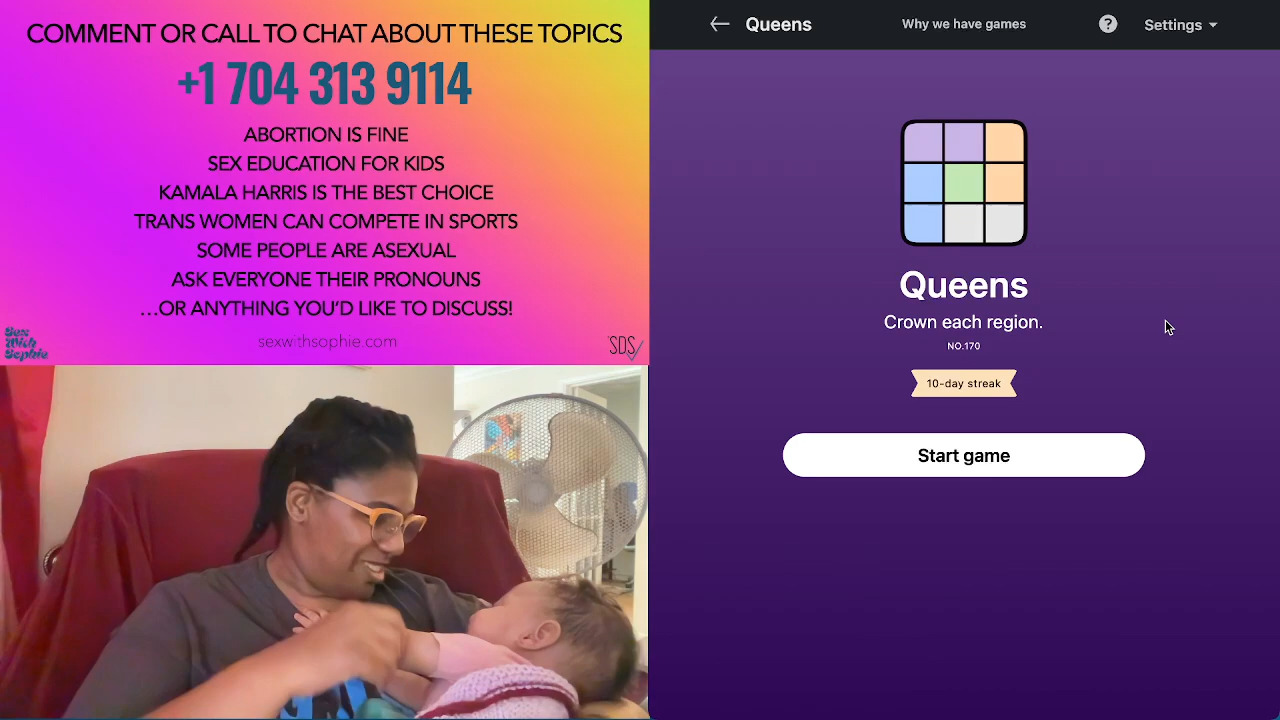 COMMENT OR CALL TO CHAT ABOUT THESE TOPICS
+1 704 313 9114
ABORTION IS FINE
SEX EDUCATION FOR KIDS
KAMALA HARRIS IS THE BEST CHOICE
TRANS WOMEN CAN COMPETE IN SPORTS
SOME PEOPLE ARE ASEXUAL
ASK EVERYONE THEIR PRONOUNS
...OR ANYTHING YOU'D LIKE TO DISCUSS!
sexwithsophie.com
Sex
With
Sophie
SDS
Queens
Why we have games
?
Settings
Queens
Crown each region.
NO.170
10-day streak
Start game